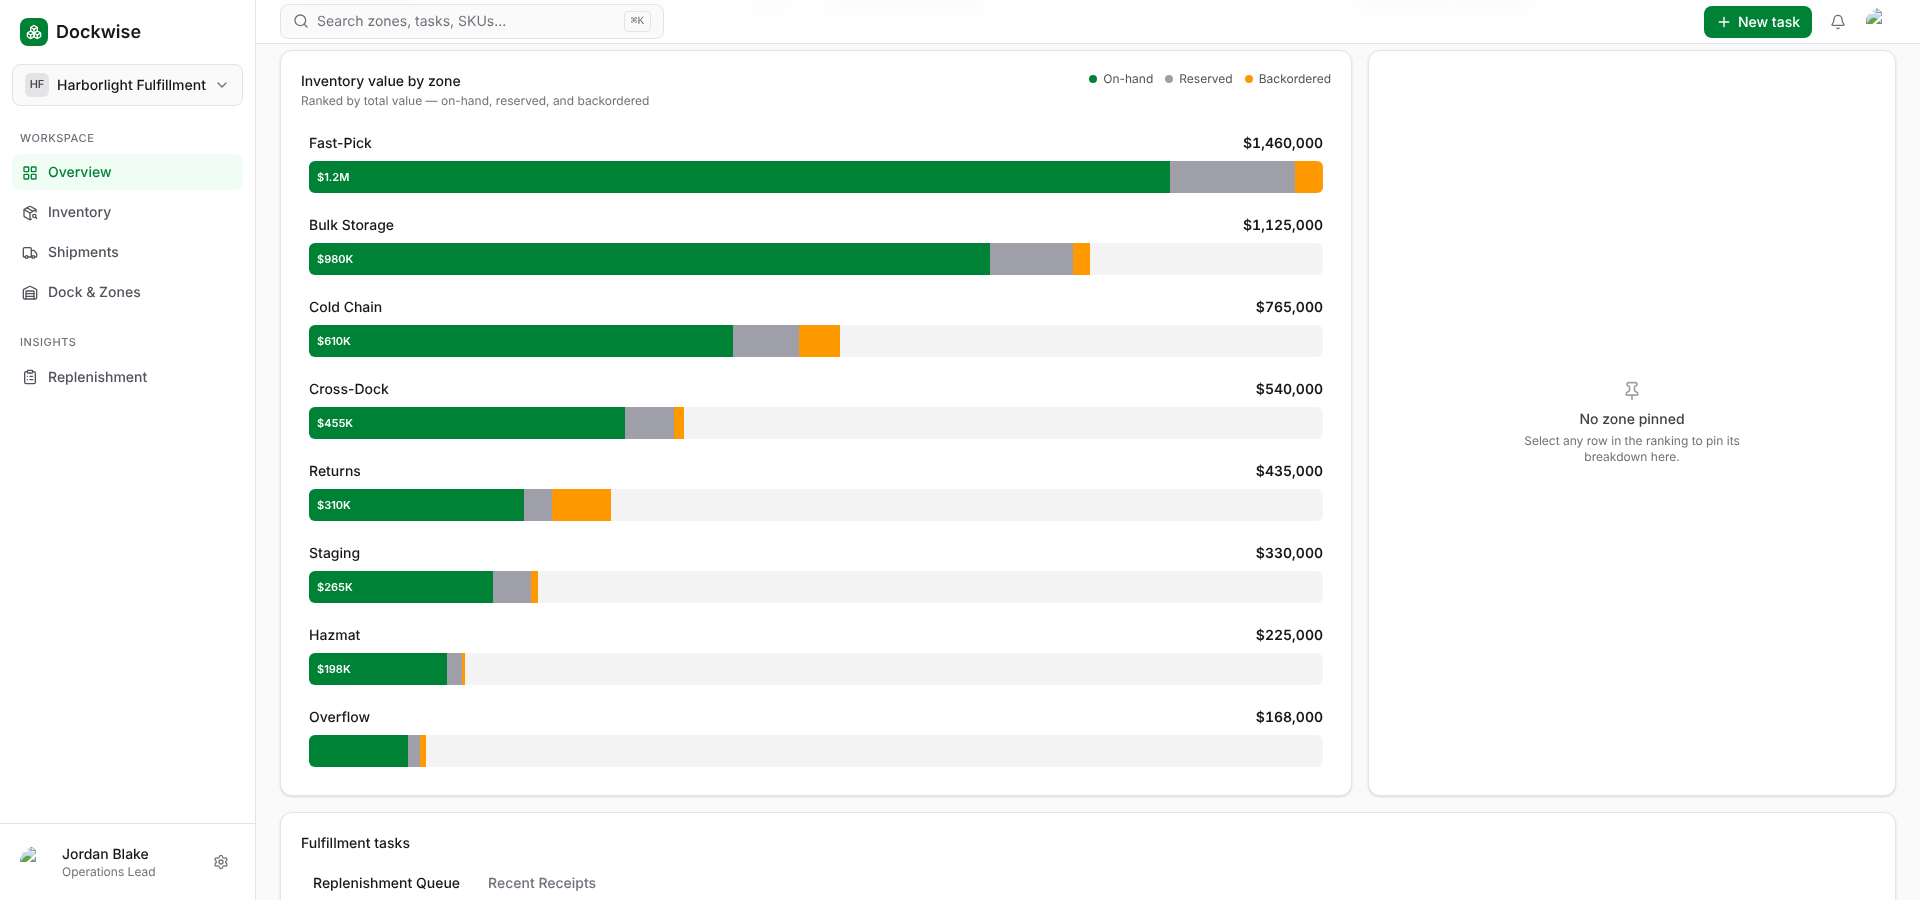 Dockwise
HF Harborlight Fulfillment
WORKSPACE
Overview
Inventory
Shipments
Dock & Zones
INSIGHTS
Replenishment
Jordan Blake
Operations Lead
Search zones, tasks, SKUs...
⌘K
New task
Inventory value by zone
Ranked by total value — on-hand, reserved, and backordered
On-hand Reserved Backordered
Fast-Pick $1,460,000
$1.2M
Bulk Storage $1,125,000
$980K
Cold Chain $765,000
$610K
Cross-Dock $540,000
$455K
Returns $435,000
$310K
Staging $330,000
$265K
Hazmat $225,000
$198K
Overflow $168,000
No zone pinned
Select any row in the ranking to pin its
breakdown here.
Fulfillment tasks
Replenishment Queue Recent Receipts